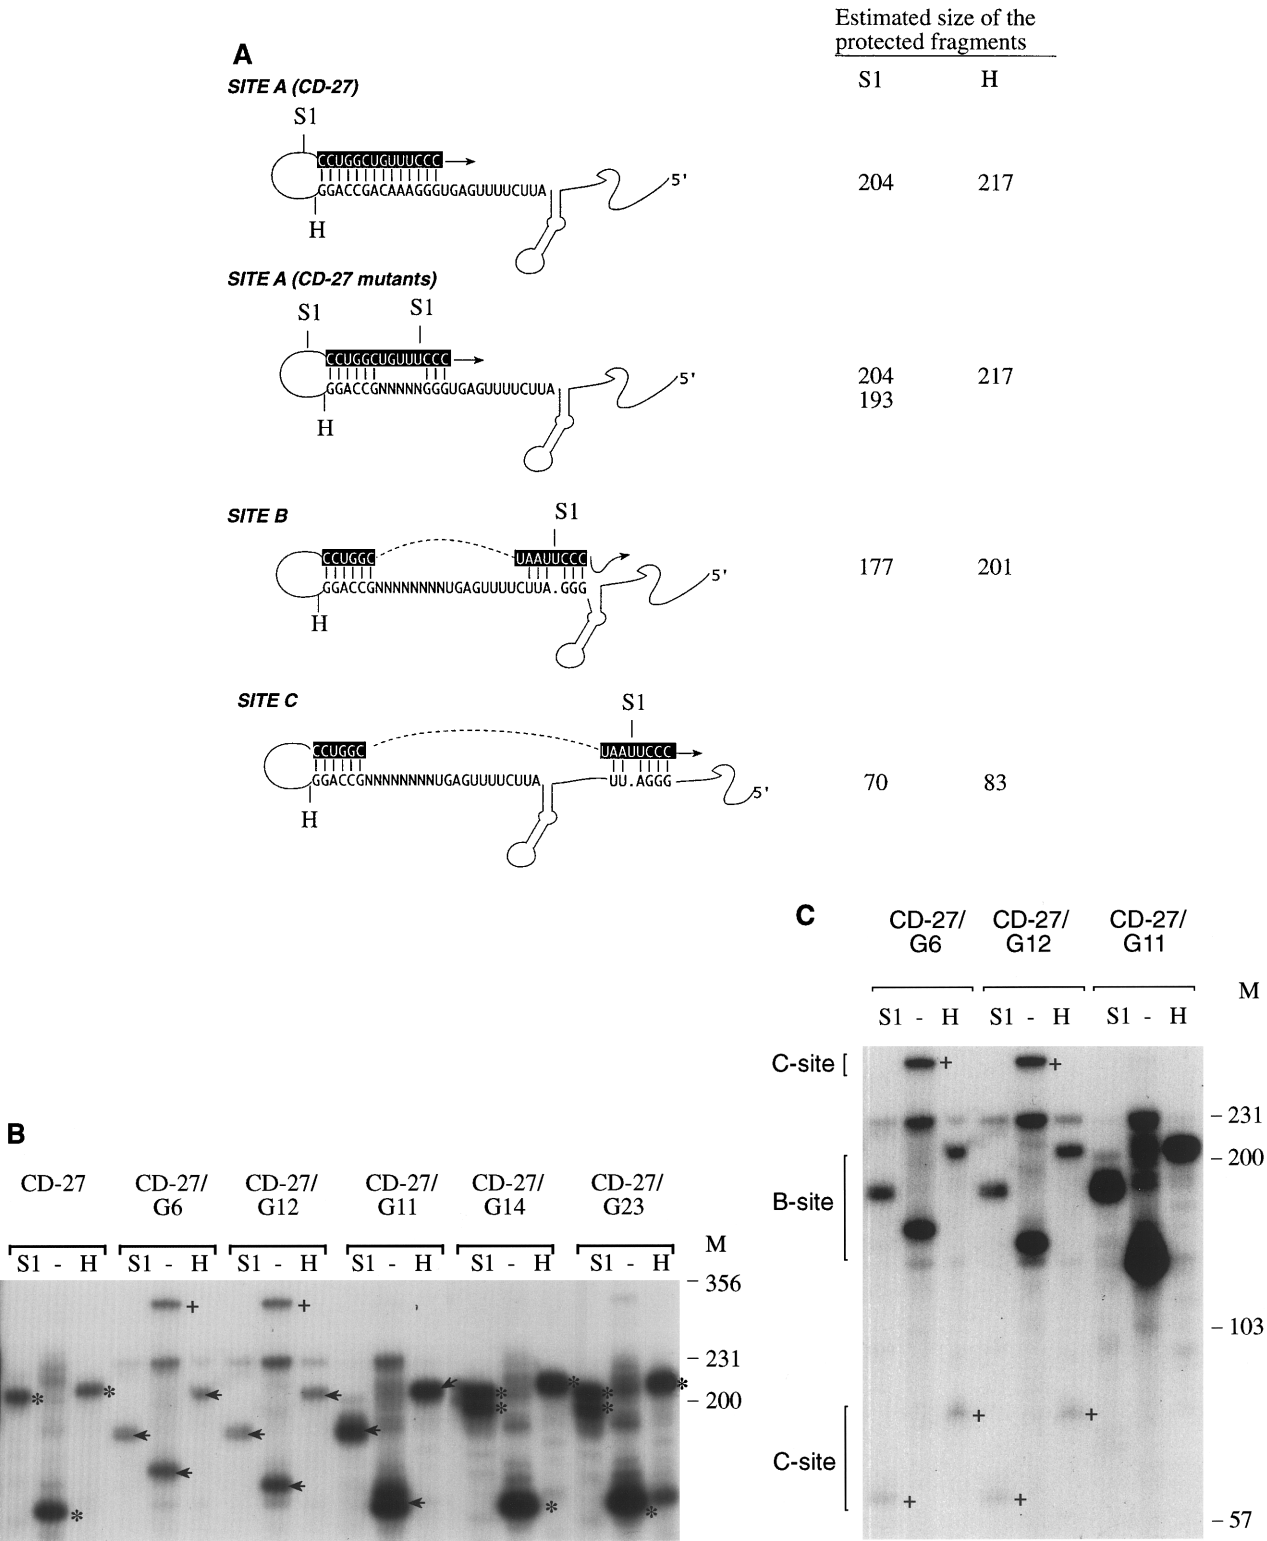 Estimated size of the
protected fragments
S1 H
A
SITE A (CD-27)
S1
CCUGGCUGUUUCCC
GGACCGACAAAGGGUGAGUUUUCUUA
5'
H
204 217
SITE A (CD-27 mutants)
S1 S1
CCUGGCUGUUUCCC
GGACCGNNNNNGGGUGAGUUUUCUUA
5'
H
204 217
193
SITE B
S1
CCUGGC UAAUUCCC
GGACCGNNNNNNNNUGAGUUUUCUUA.GGG
5'
H
177 201
SITE C
S1
CCUGGC UAAUUCCC
GGACCGNNNNNNNNUGAGUUUUCUUA UU.AGGG
5'
H
70 83
C
CD-27/ CD-27/ CD-27/
G6 G12 G11
M
S1 - H S1 - H S1 - H
C-site [
+ +
- 231
- 200
B-site
- 103
+ +
C-site
+ +
- 57
B
CD-27 CD-27/ CD-27/ CD-27/ CD-27/ CD-27/
G6 G12 G11 G14 G23
M
S1 - H S1 - H S1 - H S1 - H S1 - H S1 - H
- 356
+ +
- 231
* * * * * *
- 200
* *
* * *